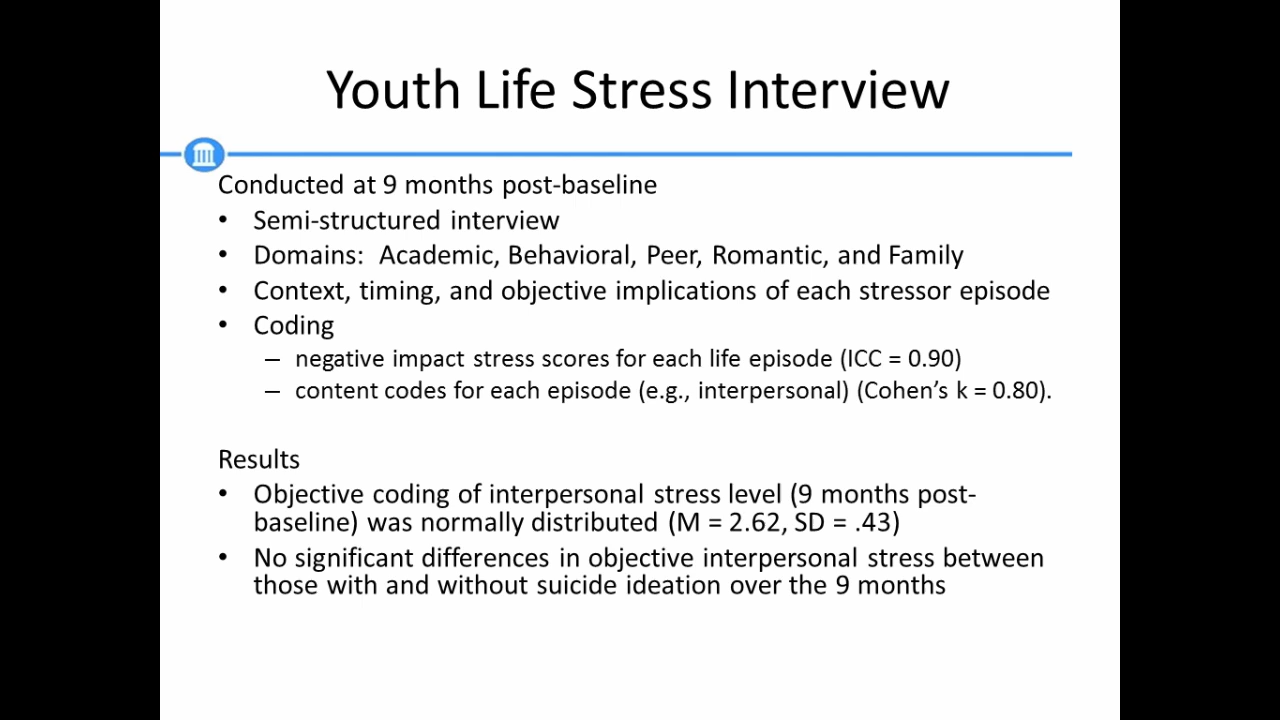 Youth Life Stress Interview
Conducted at 9 months post-baseline
• Semi-structured interview
• Domains:  Academic, Behavioral, Peer, Romantic, and Family
• Context, timing, and objective implications of each stressor episode
• Coding
– negative impact stress scores for each life episode (ICC = 0.90)
– content codes for each episode (e.g., interpersonal) (Cohen’s k = 0.80).
Results
• Objective coding of interpersonal stress level (9 months post-
baseline) was normally distributed (M = 2.62, SD = .43)
• No significant differences in objective interpersonal stress between
those with and without suicide ideation over the 9 months